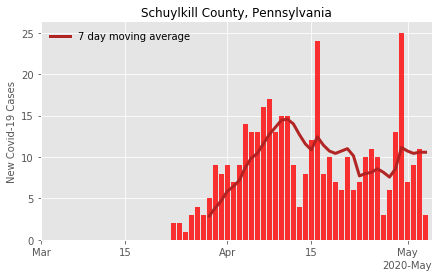 Schuylkill County, Pennsylvania
7 day moving average
New Covid-19 Cases
25
20
15
10
5
0
Mar 15 Apr 15 May
2020-May